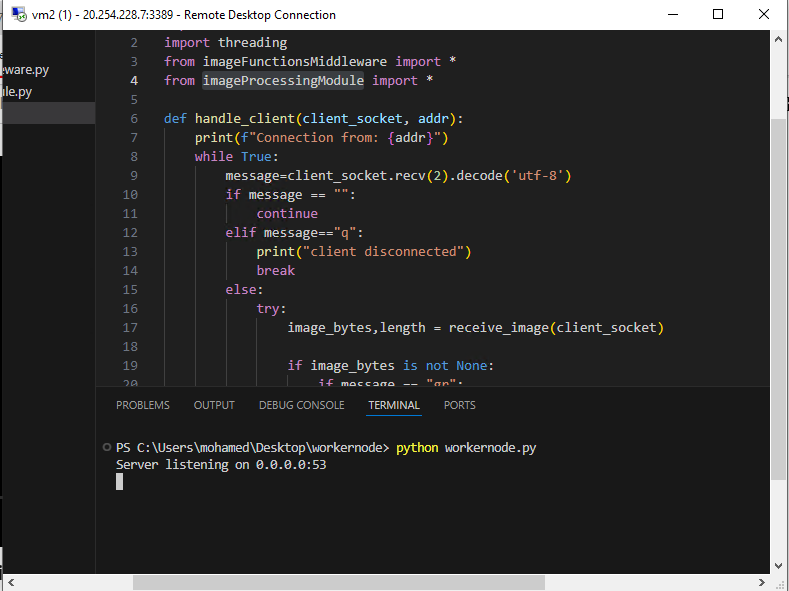 vm2 (1) - 20.254.228.7:3389 - Remote Desktop Connection
eware.py
ule.py
2 import threading
3 from imageFunctionsMiddleware import *
4 from imageProcessingModule import *
5
6 def handle_client(client_socket, addr):
7 print(f"Connection from: {addr}")
8 while True:
9 message=client_socket.recv(2).decode('utf-8')
10 if message == "":
11 continue
12 elif message=="q":
13 print("client disconnected")
14 break
15 else:
16 try:
17 image_bytes,length = receive_image(client_socket)
18
19 if image_bytes is not None:
20 if message == "gr":
PROBLEMS OUTPUT DEBUG CONSOLE TERMINAL PORTS
PS C:\Users\mohamed\Desktop\workernode> python workernode.py
Server listening on 0.0.0.0:53